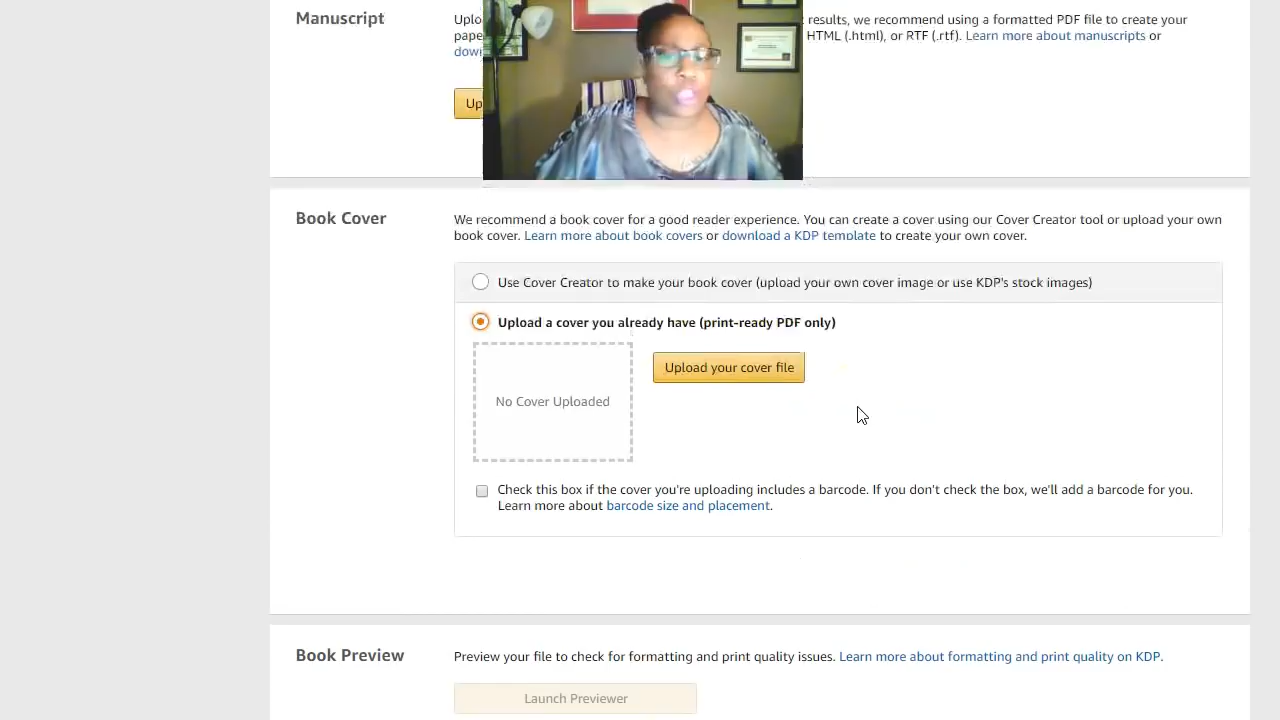 Manuscript
Uplo results, we recommend using a formatted PDF file to create your
pape HTML (.html), or RTF (.rtf). Learn more about manuscripts or
dow
Up
Book Cover
We recommend a book cover for a good reader experience. You can create a cover using our Cover Creator tool or upload your own
book cover. Learn more about book covers or download a KDP template to create your own cover.
Use Cover Creator to make your book cover (upload your own cover image or use KDP's stock images)
Upload a cover you already have (print-ready PDF only)
Upload your cover file
No Cover Uploaded
Check this box if the cover you're uploading includes a barcode. If you don't check the box, we'll add a barcode for you.
Learn more about barcode size and placement.
Book Preview
Preview your file to check for formatting and print quality issues. Learn more about formatting and print quality on KDP.
Launch Previewer